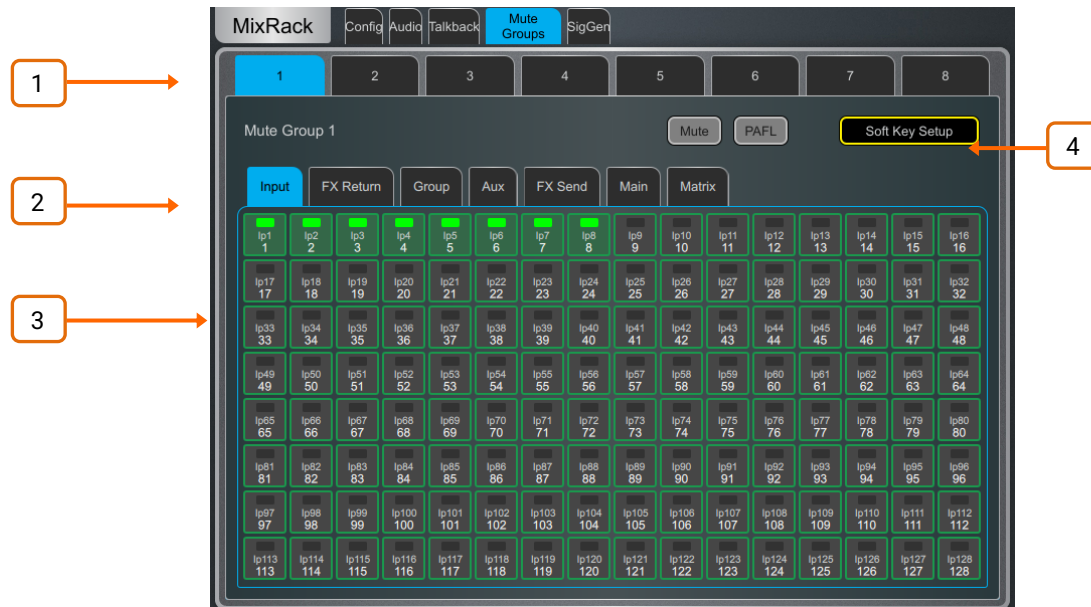 MixRack Config Audio Talkback Mute Groups SigGen
1 2 3 4 5 6 7 8
1
Mute Group 1 Mute PAFL Soft Key Setup
4
Input FX Return Group Aux FX Send Main Matrix
2
Ip1 Ip2 Ip3 Ip4 Ip5 Ip6 Ip7 Ip8 Ip9 Ip10 Ip11 Ip12 Ip13 Ip14 Ip15 Ip16
1 2 3 4 5 6 7 8 9 10 11 12 13 14 15 16
Ip17 Ip18 Ip19 Ip20 Ip21 Ip22 Ip23 Ip24 Ip25 Ip26 Ip27 Ip28 Ip29 Ip30 Ip31 Ip32
17 18 19 20 21 22 23 24 25 26 27 28 29 30 31 32
3
Ip33 Ip34 Ip35 Ip36 Ip37 Ip38 Ip39 Ip40 Ip41 Ip42 Ip43 Ip44 Ip45 Ip46 Ip47 Ip48
33 34 35 36 37 38 39 40 41 42 43 44 45 46 47 48
Ip49 Ip50 Ip51 Ip52 Ip53 Ip54 Ip55 Ip56 Ip57 Ip58 Ip59 Ip60 Ip61 Ip62 Ip63 Ip64
49 50 51 52 53 54 55 56 57 58 59 60 61 62 63 64
Ip65 Ip66 Ip67 Ip68 Ip69 Ip70 Ip71 Ip72 Ip73 Ip74 Ip75 Ip76 Ip77 Ip78 Ip79 Ip80
65 66 67 68 69 70 71 72 73 74 75 76 77 78 79 80
Ip81 Ip82 Ip83 Ip84 Ip85 Ip86 Ip87 Ip88 Ip89 Ip90 Ip91 Ip92 Ip93 Ip94 Ip95 Ip96
81 82 83 84 85 86 87 88 89 90 91 92 93 94 95 96
Ip97 Ip98 Ip99 Ip100 Ip101 Ip102 Ip103 Ip104 Ip105 Ip106 Ip107 Ip108 Ip109 Ip110 Ip111 Ip112
97 98 99 100 101 102 103 104 105 106 107 108 109 110 111 112
Ip113 Ip114 Ip115 Ip116 Ip117 Ip118 Ip119 Ip120 Ip121 Ip122 Ip123 Ip124 Ip125 Ip126 Ip127 Ip128
113 114 115 116 117 118 119 120 121 122 123 124 125 126 127 128